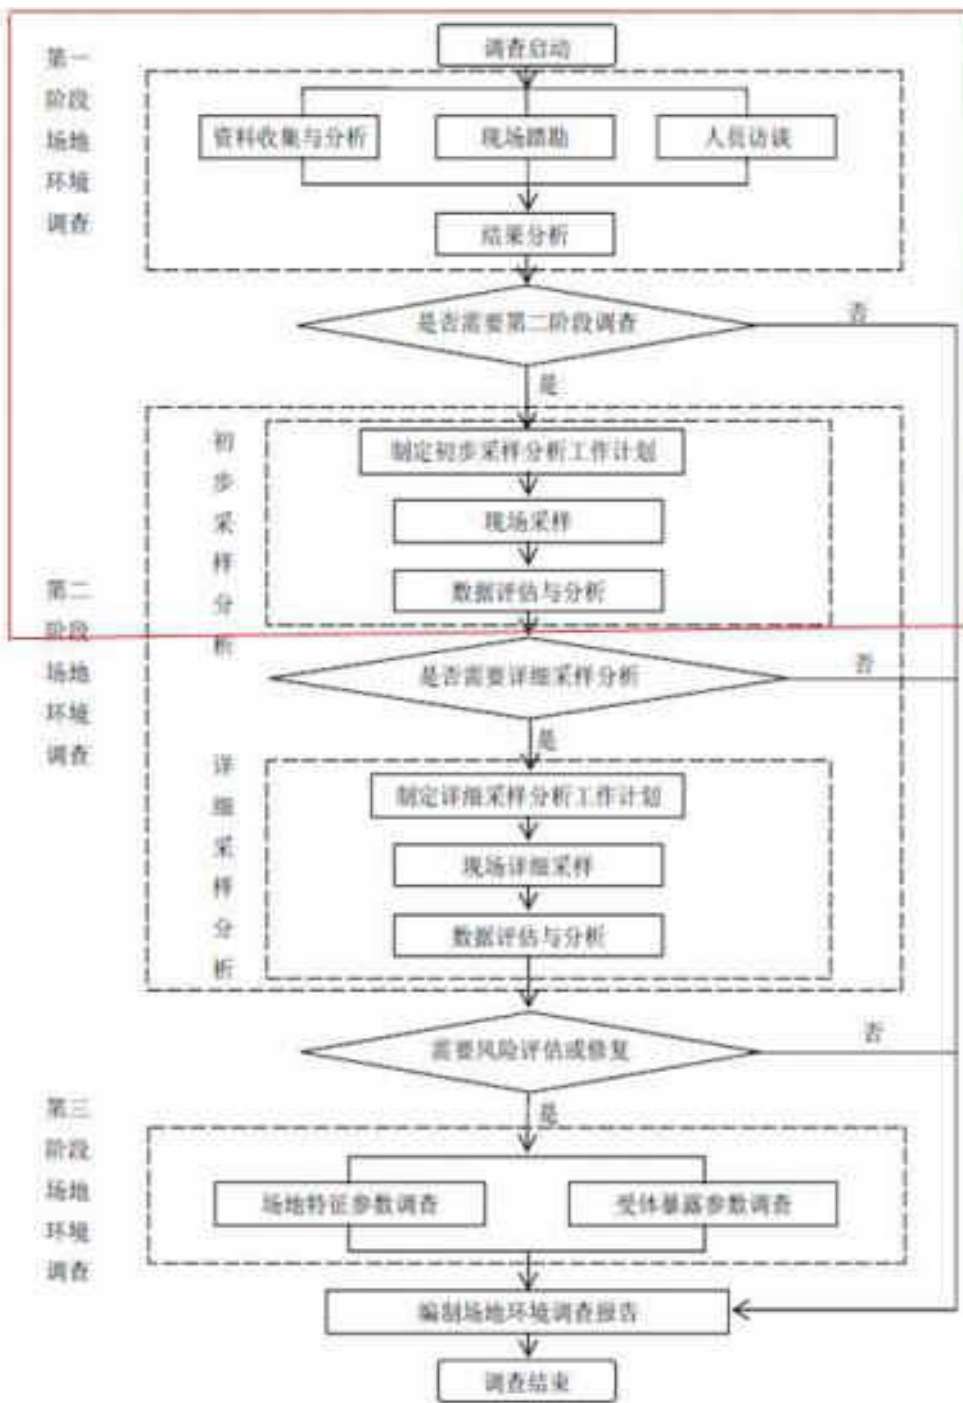 调查启动
第一
阶段
场地
环境
调查
资料收集与分析
现场踏勘
人员访谈
结果分析
是否需要第二阶段调查
否
是
初
步
采
样
分
析
制定初步采样分析工作计划
现场采样
数据评估与分析
第二
阶段
场地
环境
调查
是否需要详细采样分析
否
是
详
细
采
样
分
析
制定详细采样分析工作计划
现场详细采样
数据评估与分析
需要风险评估或修复
否
是
第三
阶段
场地
环境
调查
场地特征参数调查
受体暴露参数调查
编制场地环境调查报告
调查结束